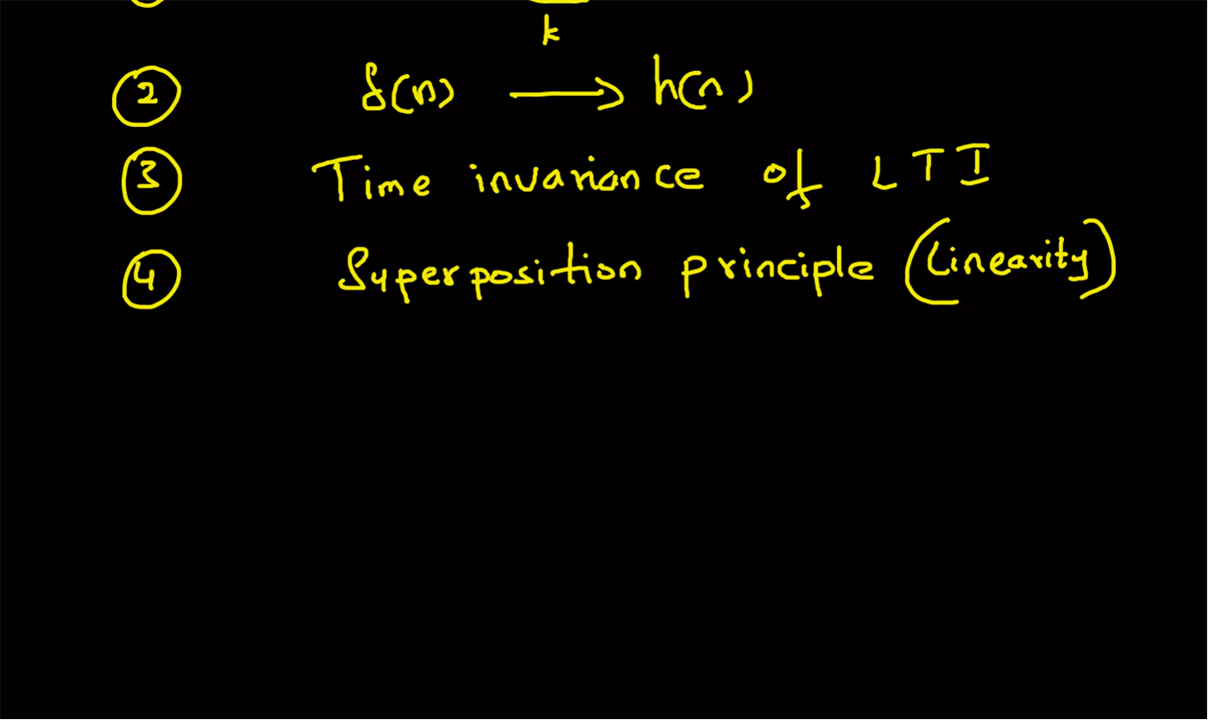 k
2 δ(n) ⟶ h(n)
3 Time invariance of LTI
4 Superposition principle (Linearity)